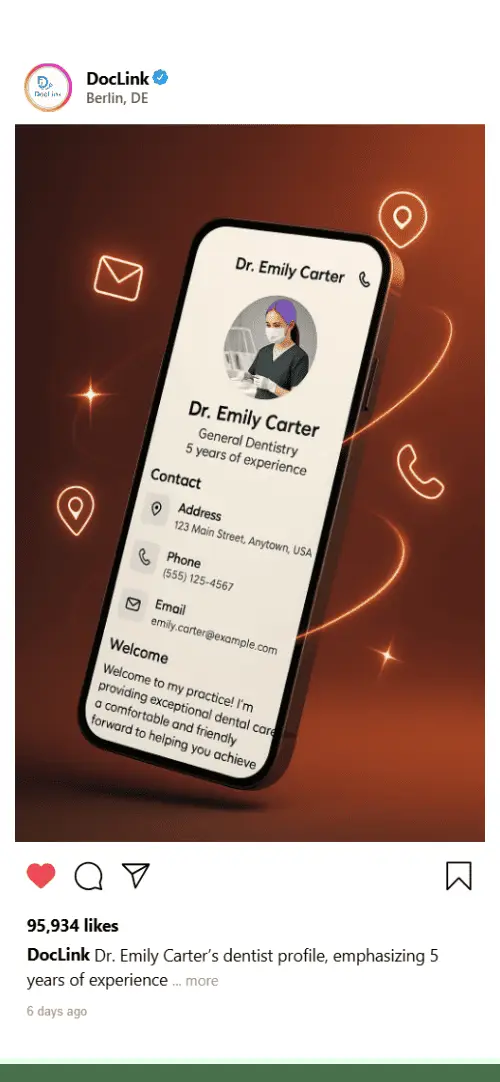 DocLink
Berlin, DE
DocLink
Dr. Emily Carter
Dr. Emily Carter
General Dentistry
5 years of experience
Contact
Address
123 Main Street, Anytown, USA
Phone
(555) 125-4567
Email
emily.carter@example.com
Welcome
Welcome to my practice! I'm
providing exceptional dental care
a comfortable and friendly
forward to helping you achieve
95,934 likes
DocLink Dr. Emily Carter’s dentist profile, emphasizing 5
years of experience ... more
6 days ago